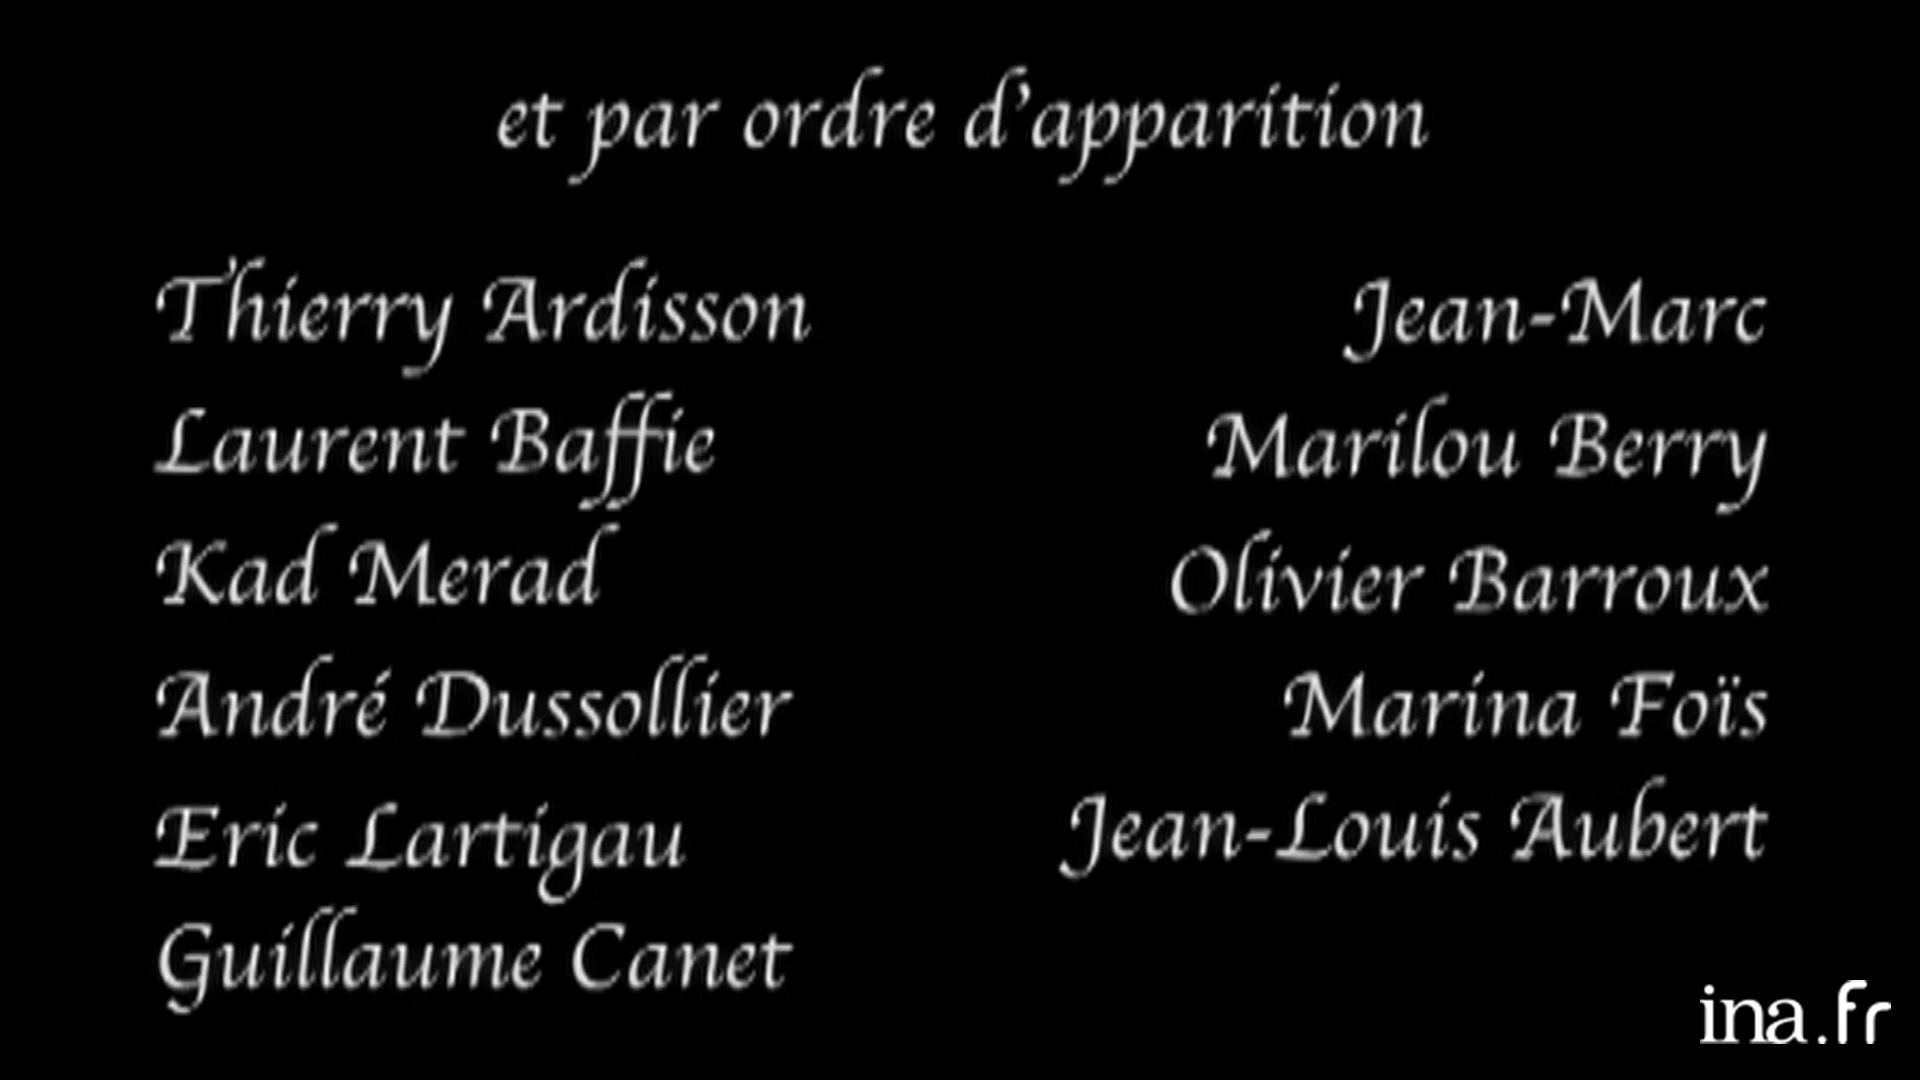 et par ordre d'apparition
Thierry Ardisson
Laurent Baffie
Kad Merad
André Dussollier
Eric Lartigau
Guillaume Canet
Jean-Marc
Marilou Berry
Olivier Barroux
Marina Foïs
Jean-Louis Aubert
ina.fr